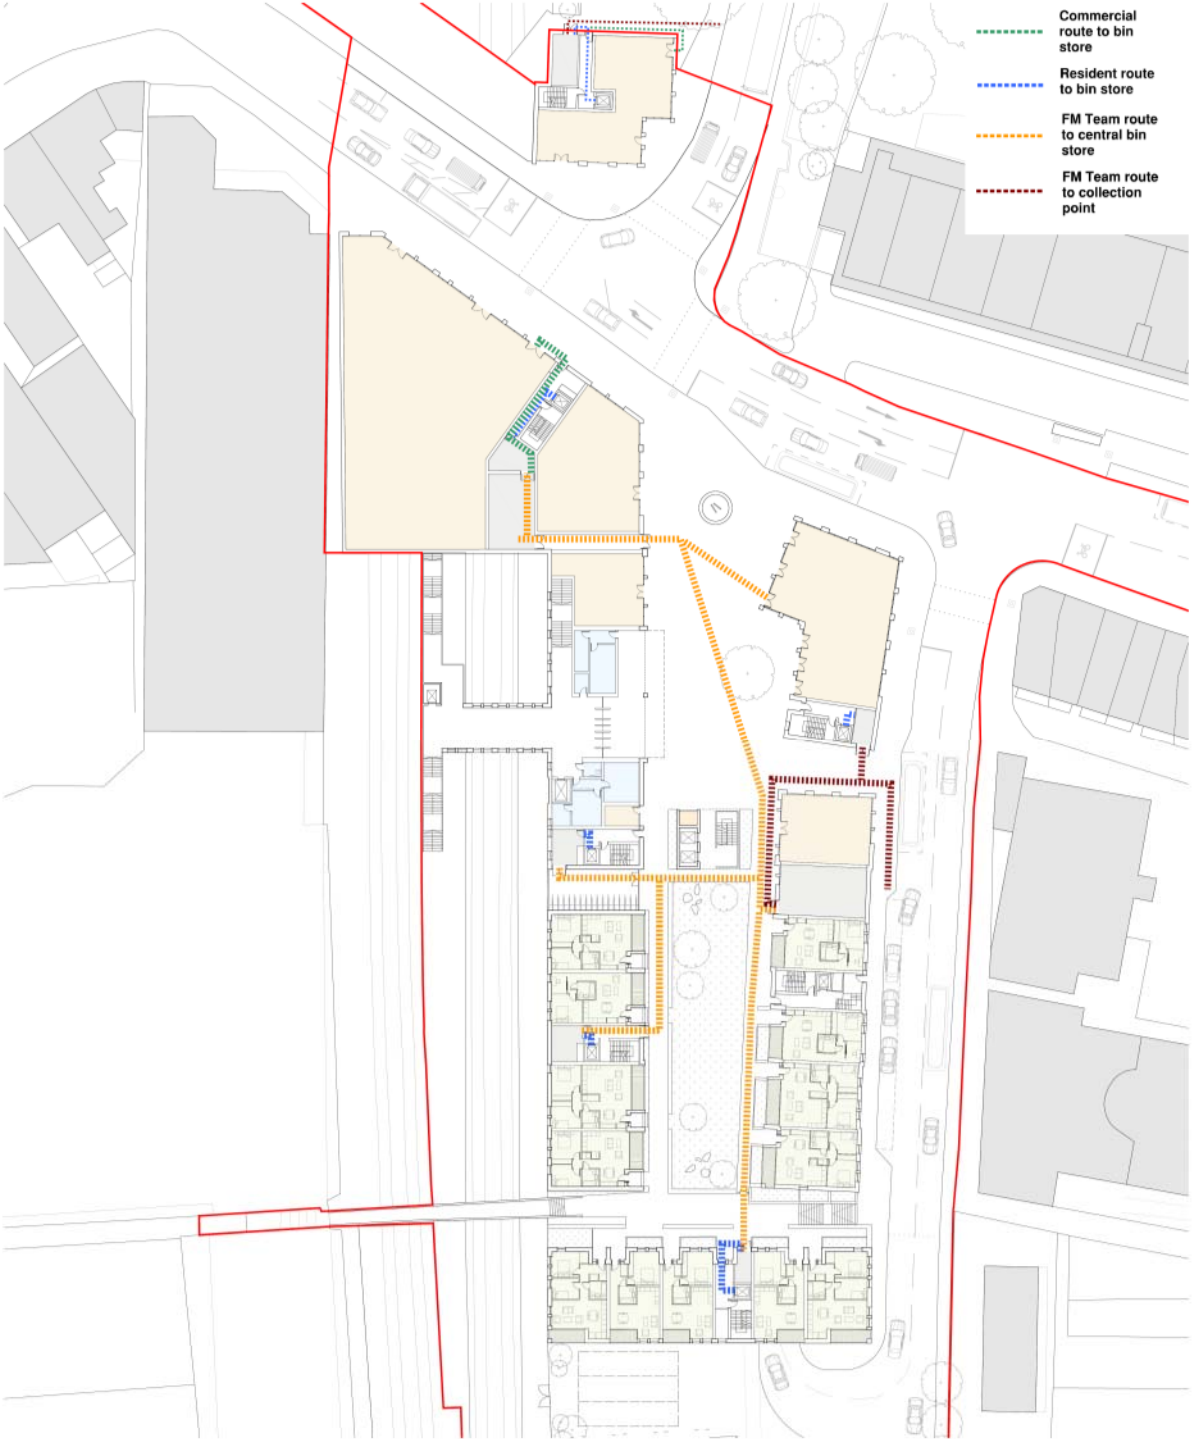 Commercial
route to bin
store
Resident route
to bin store
FM Team route
to central bin
store
FM Team route
to collection
point